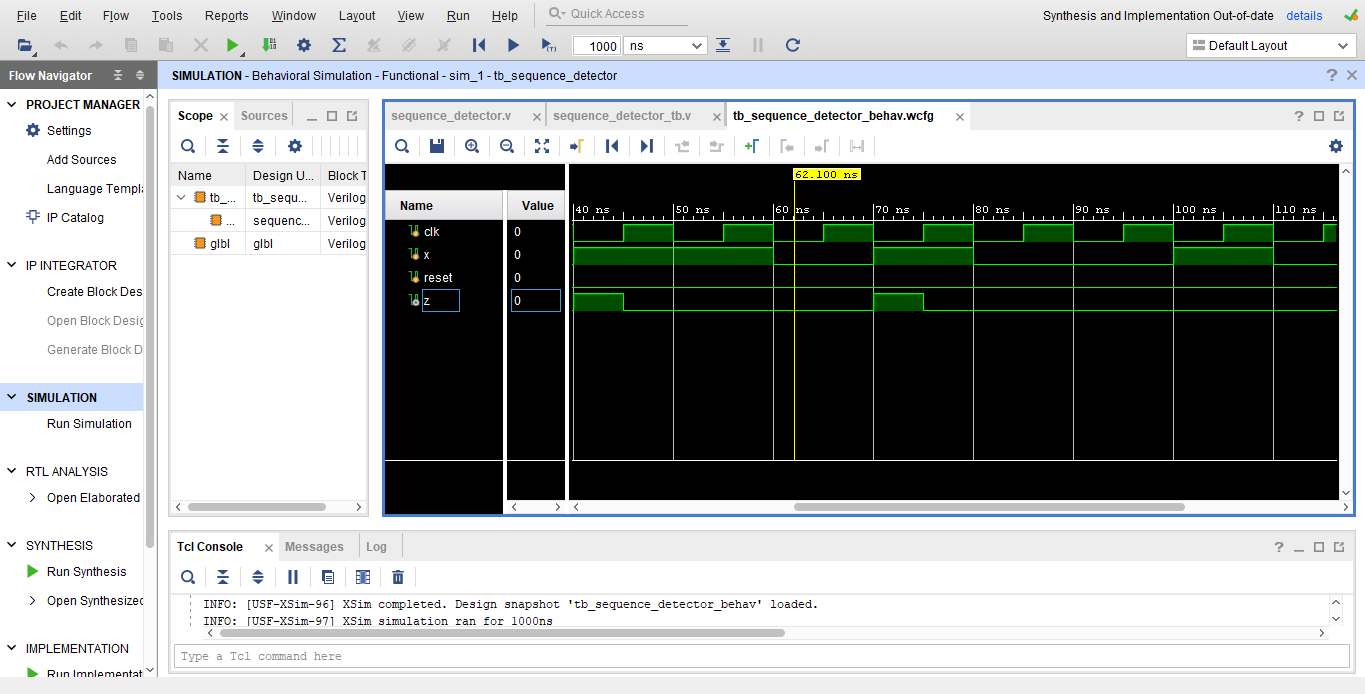 File Edit Flow Tools Reports Window Layout View Run Help Quick Access Synthesis and Implementation Out-of-date details
1000 ns Default Layout
Flow Navigator
SIMULATION - Behavioral Simulation - Functional - sim_1 - tb_sequence_detector
PROJECT MANAGER
Settings
Add Sources
Language Templa
IP Catalog
IP INTEGRATOR
Create Block Des
Open Block Desig
Generate Block D
SIMULATION
Run Simulation
RTL ANALYSIS
Open Elaborated
SYNTHESIS
Run Synthesis
Open Synthesized
IMPLEMENTATION
Run Implementat
Scope Sources
Name Design U... Block T
tb_... tb_sequ... Verilog
... sequenc... Verilog
glbl glbl Verilog
sequence_detector.v sequence_detector_tb.v tb_sequence_detector_behav.wcfg
62.100 ns
Name Value
40 ns 50 ns 60 ns 70 ns 80 ns 90 ns 100 ns 110 ns
clk 0
x 0
reset 0
z 0
Tcl Console Messages Log
INFO: [USF-XSim-96] XSim completed. Design snapshot 'tb_sequence_detector_behav' loaded.
INFO: [USF-XSim-97] XSim simulation ran for 1000ns
Type a Tcl command here